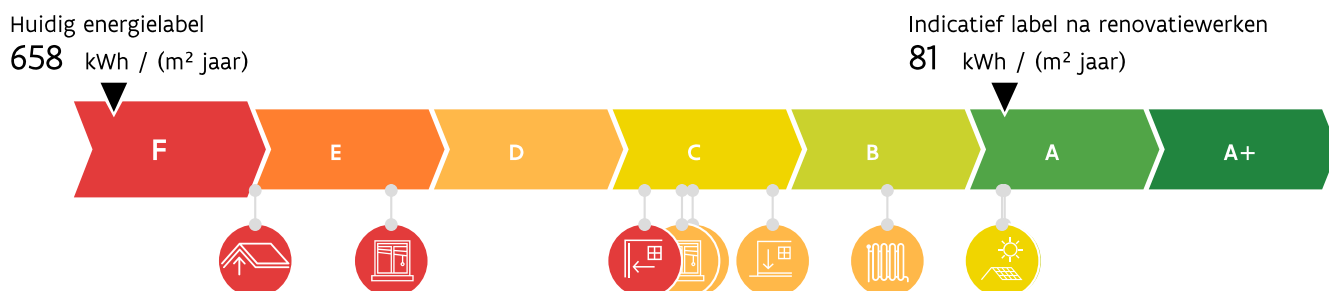 Huidig energielabel
658 kWh / (m² jaar)
Indicatief label na renovatiewerken
81 kWh / (m² jaar)
F E D C B A A+